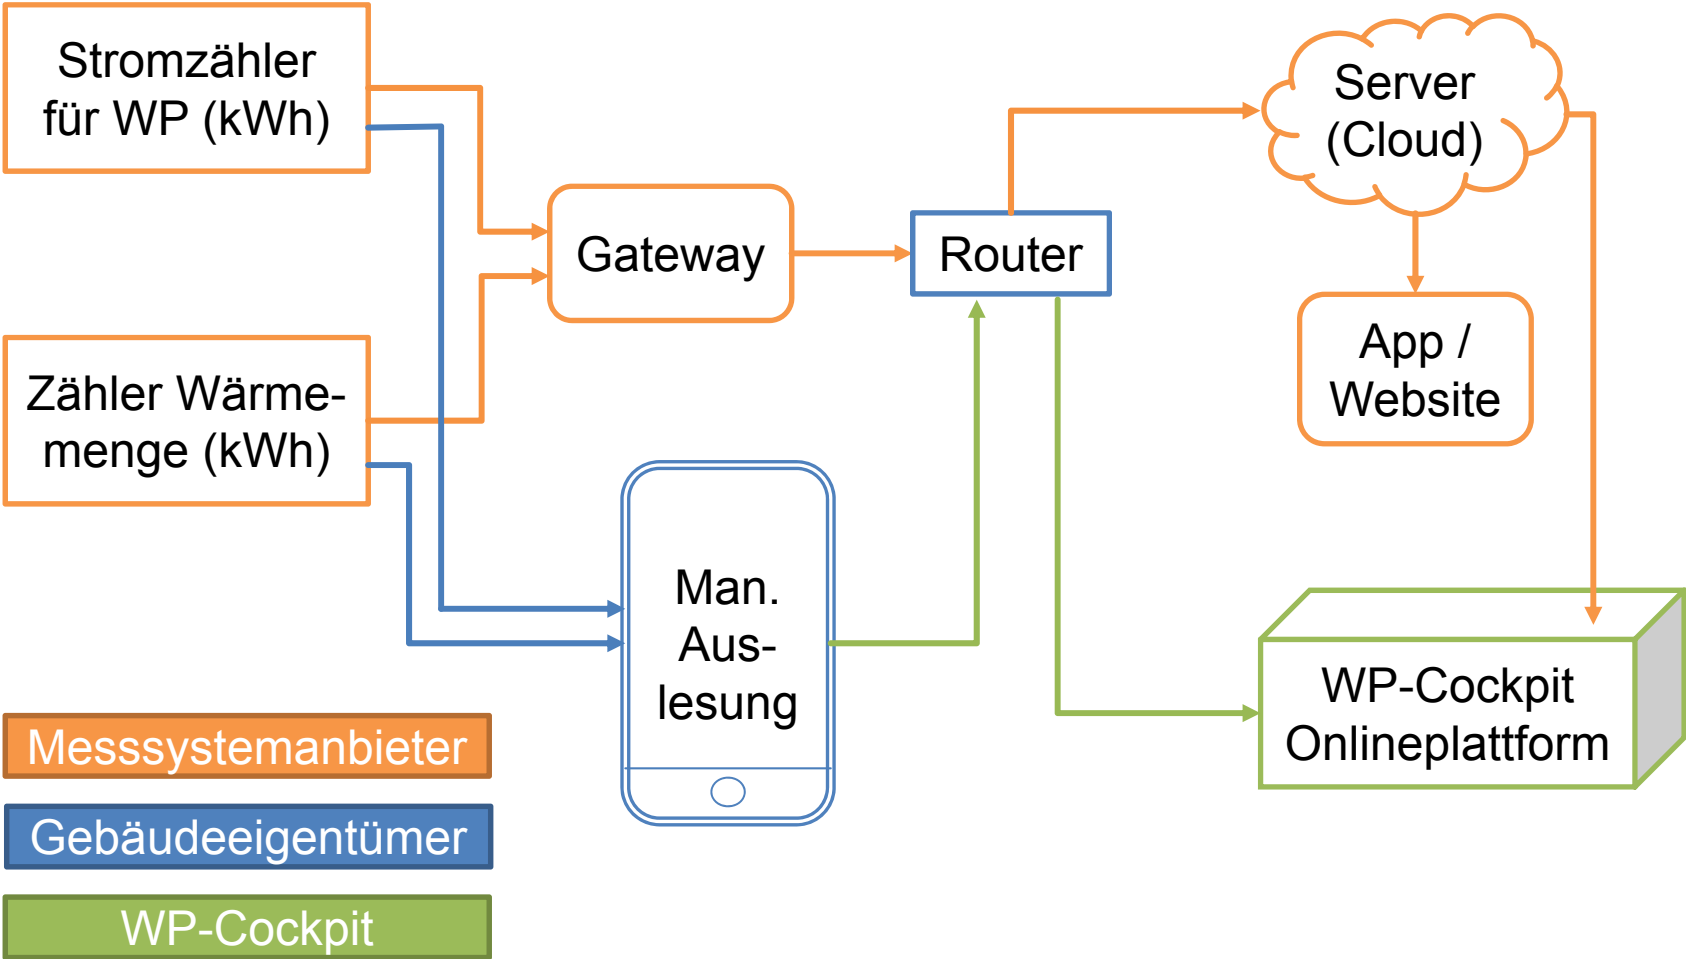 Stromzähler
für WP (kWh)
Server
(Cloud)
Gateway
Router
Zähler Wärme-
menge (kWh)
App /
Website
Man.
Aus-
lesung
WP-Cockpit
Onlineplattform
Messsystemanbieter
Gebäudeeigentümer
WP-Cockpit